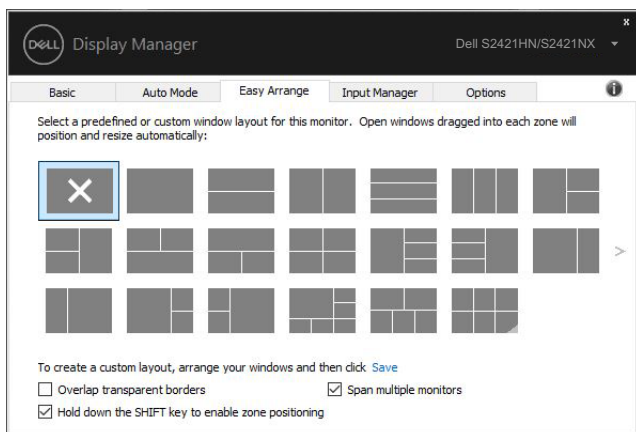 x
DELL Display Manager Dell S2421HN/S2421NX
Basic Auto Mode Easy Arrange Input Manager Options i
Select a predefined or custom window layout for this monitor. Open windows dragged into each zone will
position and resize automatically:
>
To create a custom layout, arrange your windows and then click Save
Overlap transparent borders Span multiple monitors
Hold down the SHIFT key to enable zone positioning